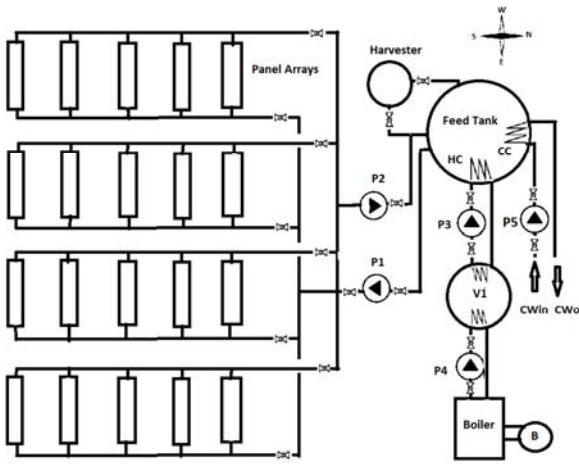 W
S N
E
Harvester
Panel Arrays
Feed Tank
CC
HC
P2
P3
P5
P1
V1
CWin CWo
P4
Boiler
B